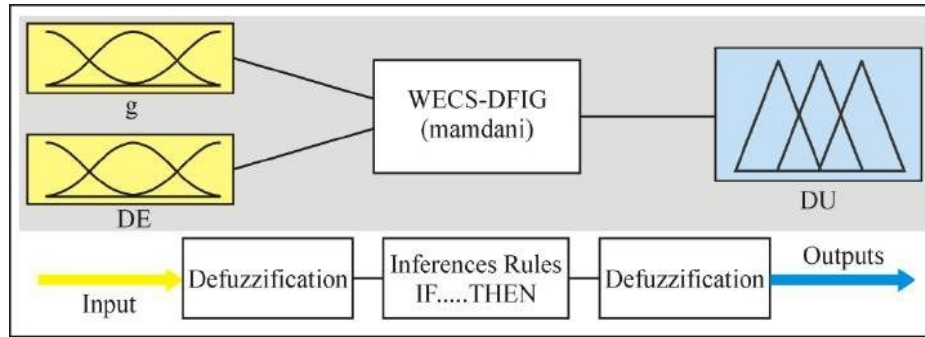 g
DE
WECS-DFIG
(mamdani)
DU
Input
Defuzzification
Inferences Rules
IF.....THEN
Defuzzification
Outputs